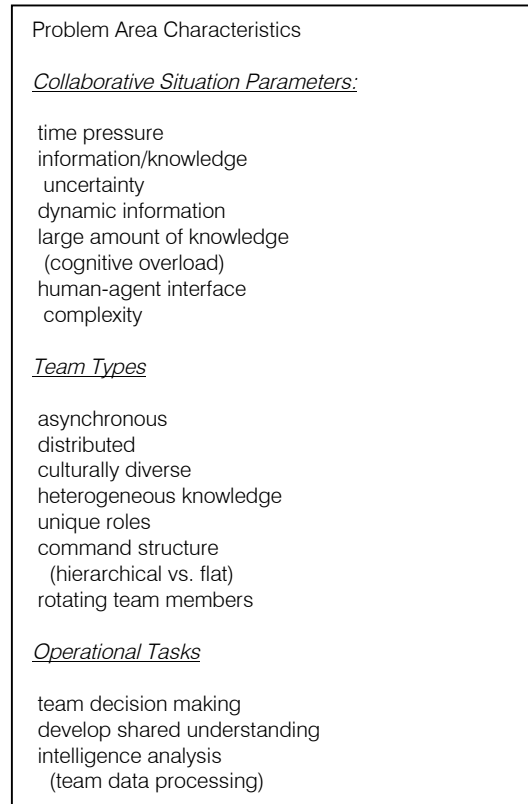 Problem Area Characteristics
Collaborative Situation Parameters:
time pressure
information/knowledge
uncertainty
dynamic information
large amount of knowledge
(cognitive overload)
human-agent interface
complexity
Team Types
asynchronous
distributed
culturally diverse
heterogeneous knowledge
unique roles
command structure
(hierarchical vs. flat)
rotating team members
Operational Tasks
team decision making
develop shared understanding
intelligence analysis
(team data processing)